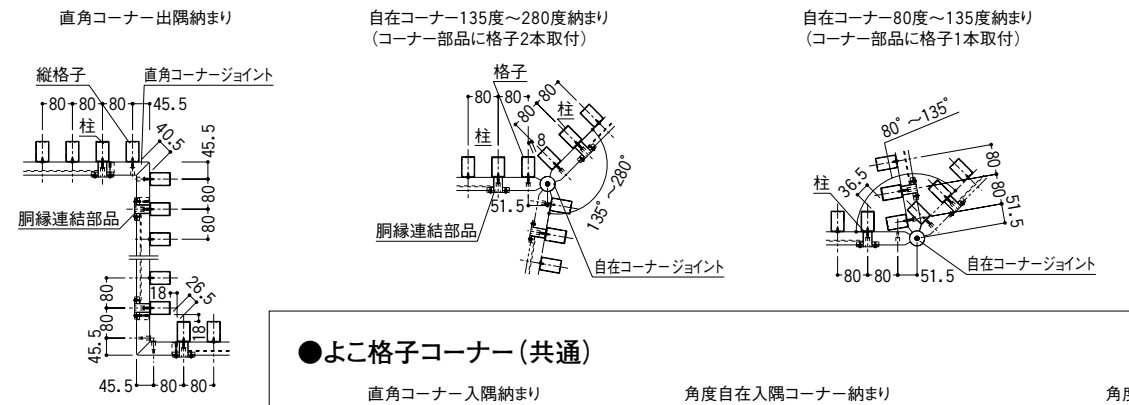 直角コーナー出隅納まり
縦格子
直角コーナージョイント
80 80 80 45.5
柱
40.5
45.5
80
80
胴縁連結部品
80
80
45.5
18
26.5
18
45.5 80 80
自在コーナー135度～280度納まり
（コーナー部品に格子2本取付）
格子
80 80
80
80
柱
柱
8
51.5
135°～280°
胴縁連結部品
自在コーナージョイント
自在コーナー80度～135度納まり
（コーナー部品に格子1本取付）
80°～135°
柱
36.5
80
80
51.5
80 80 51.5
自在コーナージョイント
●よこ格子コーナー（共通）
直角コーナー入隅納まり
角度自在入隅コーナー納まり
角度